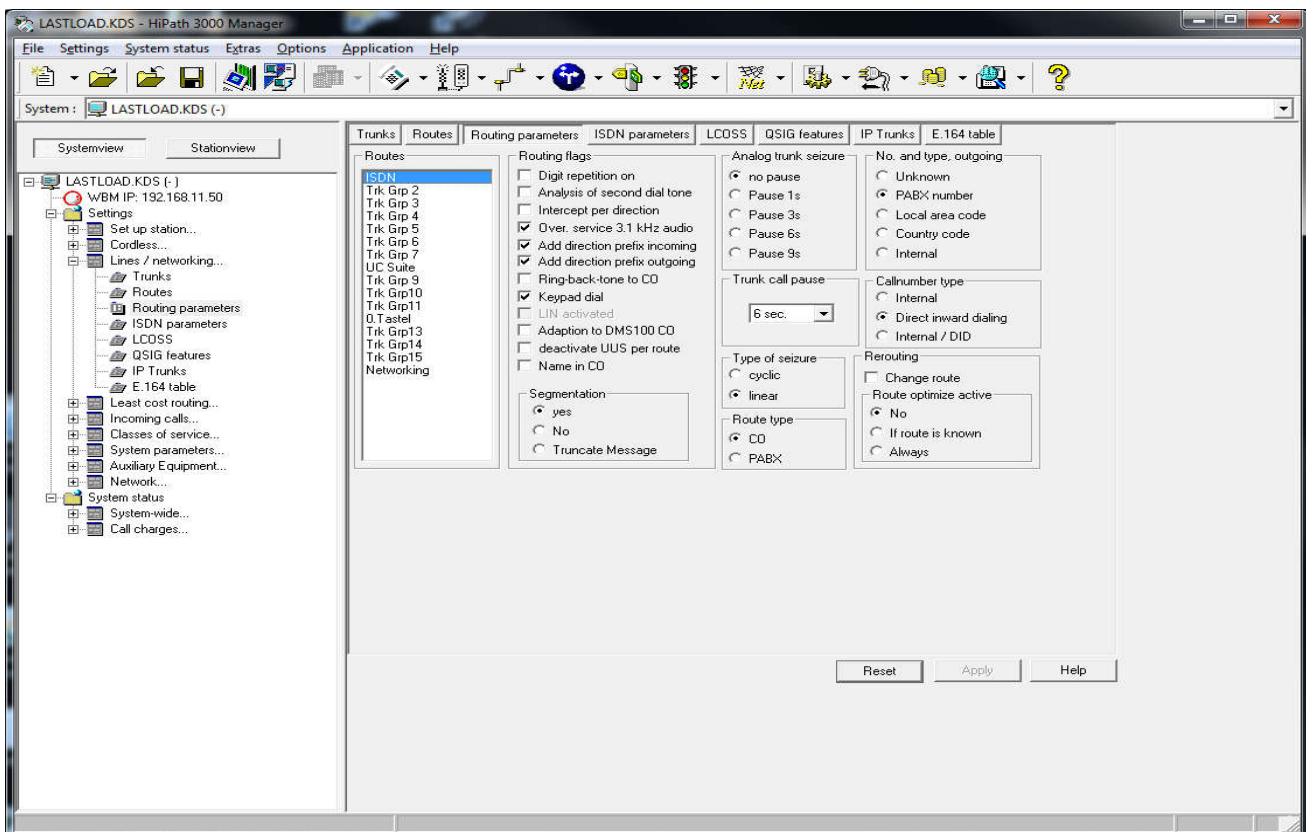 LASTLOAD.KDS - HiPath 3000 Manager
File Settings System status Extras Options Application Help
Net
System : LASTLOAD.KDS (-)
Systemview Stationview
LASTLOAD.KDS (-)
WBM IP: 192.168.11.50
Settings
Set up station...
Cordless...
Lines / networking...
Trunks
Routes
Routing parameters
ISDN parameters
LCOSS
QSIG features
IP Trunks
E.164 table
Least cost routing...
Incoming calls...
Classes of service...
System parameters...
Auxiliary Equipment...
Network...
System status
System-wide...
Call charges...
Trunks Routes Routing parameters ISDN parameters LCOSS QSIG features IP Trunks E.164 table
Routes
ISDN
Trk Grp 2
Trk Grp 3
Trk Grp 4
Trk Grp 5
Trk Grp 6
Trk Grp 7
UC Suite
Trk Grp 9
Trk Grp10
Trk Grp11
0.Tastel
Trk Grp13
Trk Grp14
Trk Grp15
Networking
Routing flags
Digit repetition on
Analysis of second dial tone
Intercept per direction
Over. service 3.1 kHz audio
Add direction prefix incoming
Add direction prefix outgoing
Ring-back-tone to CO
Keypad dial
LIN activated
Adaption to DMS100 CO
deactivate UUS per route
Name in CO
Segmentation
yes
No
Truncate Message
Analog trunk seizure
no pause
Pause 1s
Pause 3s
Pause 6s
Pause 9s
Trunk call pause
6 sec.
Type of seizure
cyclic
linear
Route type
CO
PABX
No. and type, outgoing
Unknown
PABX number
Local area code
Country code
Internal
Callnumber type
Internal
Direct inward dialing
Internal / DID
Rerouting
Change route
Route optimize active
No
If route is known
Always
Reset Apply Help